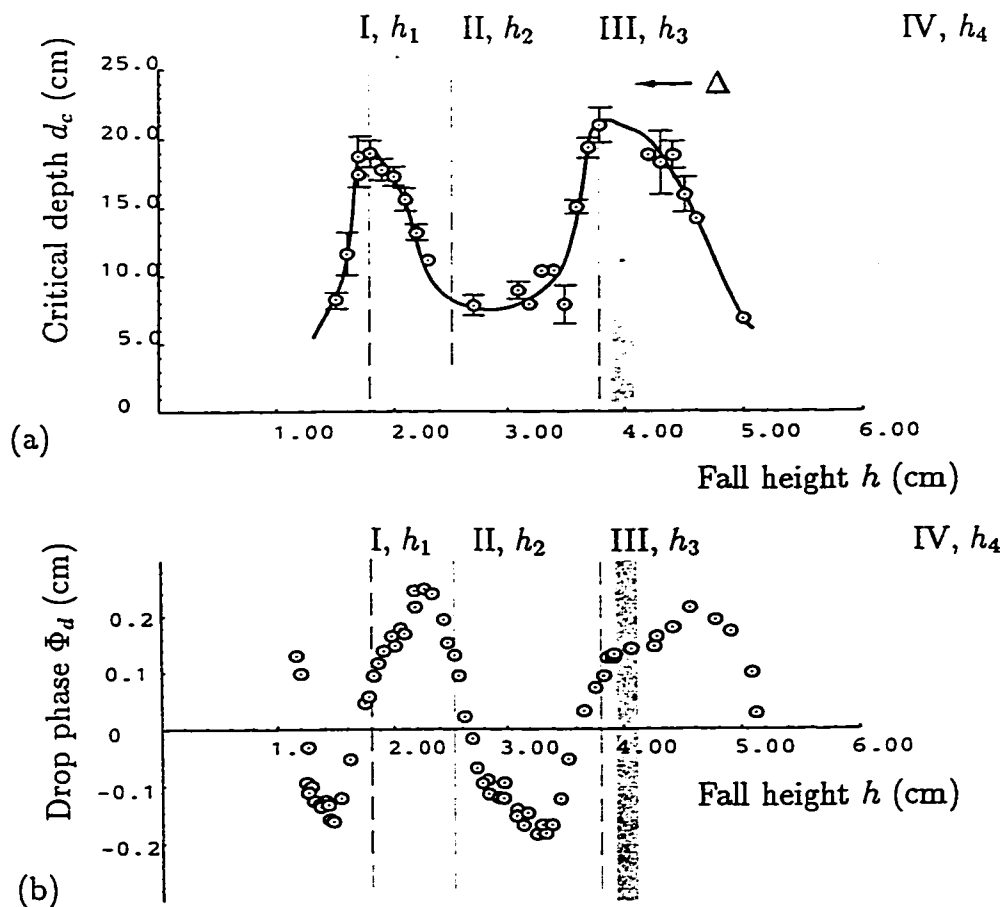 I, h₁ II, h₂ III, h₃ IV, h₄
Critical depth d_c (cm)
25.0
20.0
15.0
10.0
5.0
0
← Δ
1.00 2.00 3.00 4.00 5.00 6.00
(a)
Fall height h (cm)
I, h₁ II, h₂ III, h₃ IV, h₄
Drop phase Φ_d (cm)
0.2
0.1
0
-0.1
-0.2
1.00 2.00 3.00 4.00 5.00 6.00
Fall height h (cm)
(b)